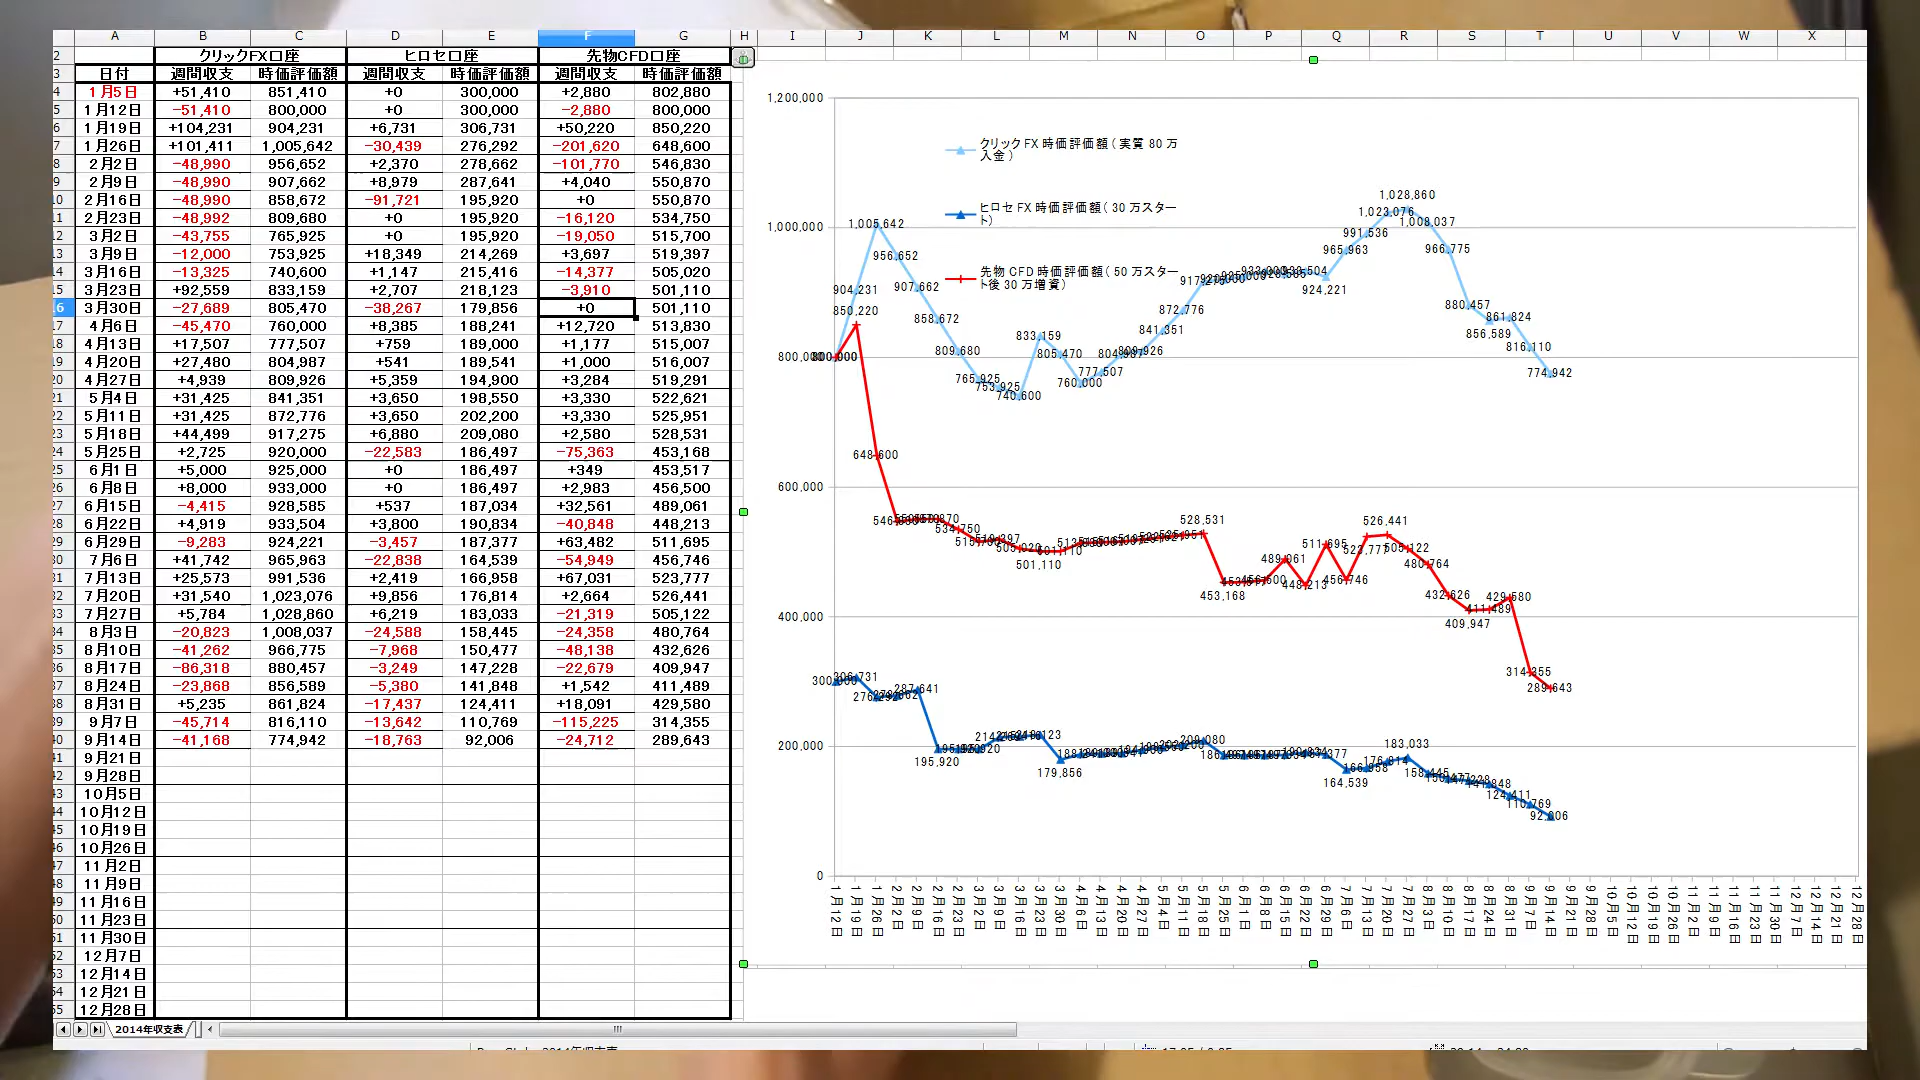 A B C D E F G H I J K L M N O P Q R S T U V W X
クリックFX口座 ヒロセ口座 先物CFD口座
日付 週間収支 時価評価額 週間収支 時価評価額 週間収支 時価評価額
1月5日 +51,410 851,410 +0 300,000 +2,880 802,880
1月12日 −51,410 800,000 +0 300,000 −2,880 800,000
1月19日 +104,231 904,231 +6,731 306,731 +50,220 850,220
1月26日 +101,411 1,005,642 −30,439 276,292 −201,620 648,600
2月2日 −48,990 956,652 +2,370 278,662 −101,770 546,830
2月9日 −48,990 907,662 +8,979 287,641 +4,040 550,870
2月16日 −48,990 858,672 −91,721 195,920 +0 550,870
2月23日 −48,992 809,680 +0 195,920 −16,120 534,750
3月2日 −43,755 765,925 +0 195,920 −19,050 515,700
3月9日 −12,000 753,925 +18,349 214,269 +3,697 519,397
3月16日 −13,325 740,600 +1,147 215,416 −14,377 505,020
3月23日 +92,559 833,159 +2,707 218,123 −3,910 501,110
3月30日 −27,689 805,470 −38,267 179,856 +0 501,110
4月6日 −45,470 760,000 +8,385 188,241 +12,720 513,830
4月13日 +17,507 777,507 +759 189,000 +1,177 515,007
4月20日 +27,480 804,987 +541 189,541 +1,000 516,007
4月27日 +4,939 809,926 +5,359 194,900 +3,284 519,291
5月4日 +31,425 841,351 +3,650 198,550 +3,330 522,621
5月11日 +31,425 872,776 +3,650 202,200 +3,330 525,951
5月18日 +44,499 917,275 +6,880 209,080 +2,580 528,531
5月25日 +2,725 920,000 −22,583 186,497 −75,363 453,168
6月1日 +5,000 925,000 +0 186,497 +349 453,517
6月8日 +8,000 933,000 +0 186,497 +2,983 456,500
6月15日 −4,415 928,585 +537 187,034 +32,561 489,061
6月22日 +4,919 933,504 +3,800 190,834 −40,848 448,213
6月29日 −9,283 924,221 −3,457 187,377 +63,482 511,695
7月6日 +41,742 965,963 −22,838 164,539 −54,949 456,746
7月13日 +25,573 991,536 +2,419 166,958 +67,031 523,777
7月20日 +31,540 1,023,076 +9,856 176,814 +2,664 526,441
7月27日 +5,784 1,028,860 +6,219 183,033 −21,319 505,122
8月3日 −20,823 1,008,037 −24,588 158,445 −24,358 480,764
8月10日 −41,262 966,775 −7,968 150,477 −48,138 432,626
8月17日 −86,318 880,457 −3,249 147,228 −22,679 409,947
8月24日 −23,868 856,589 −5,380 141,848 +1,542 411,489
8月31日 +5,235 861,824 −17,437 124,411 +18,091 429,580
9月7日 −45,714 816,110 −13,642 110,769 −115,225 314,355
9月14日 −41,168 774,942 −18,763 92,006 −24,712 289,643
9月21日
9月28日
10月5日
10月12日
10月19日
10月26日
11月2日
11月9日
11月16日
11月23日
11月30日
12月7日
12月14日
12月21日
12月28日
2014年収支表
1,200,000
1,000,000
600,000
400,000
200,000
0
クリックFX 時価評価額(実質 80 万
入金)
ヒロセ FX 時価評価額(30 万スター
ト)
先物 CFD 時価評価額(50 万スター
ト後 30 万増資)
1,005,642
956,652
904,231
907,662
850,220
858,672
809,680
765,925
753,925
740,600
833,159
805,470
760,000
777,507
841,351
872,776
924,221
965,963
991,536
1,023,076
1,028,860
1,008,037
966,775
880,457
856,589
861,824
816,110
774,942
648,600
534,750
501,110
528,531
453,168
489,061
448,213
511,695
456,746
523,777
526,441
505,122
480,764
432,626
409,947
411,489
429,580
314,355
289,643
300,000
306,731
287,641
195,920
179,856
209,080
164,539
166,958
176,814
183,033
124,411
110,769
92,006
1月12日 1月19日 1月26日 2月2日 2月9日 2月16日 2月23日 3月2日 3月9日 3月16日 3月23日 3月30日 4月6日 4月13日 4月20日 4月27日 5月4日 5月11日 5月18日 5月25日 6月1日 6月8日 6月15日 6月22日 6月29日 7月6日 7月13日 7月20日 7月27日 8月3日 8月10日 8月17日 8月24日 8月31日 9月7日 9月14日 9月21日 9月28日 10月5日 10月12日 10月19日 10月26日 11月2日 11月9日 11月16日 11月23日 11月30日 12月7日 12月14日 12月21日 12月28日